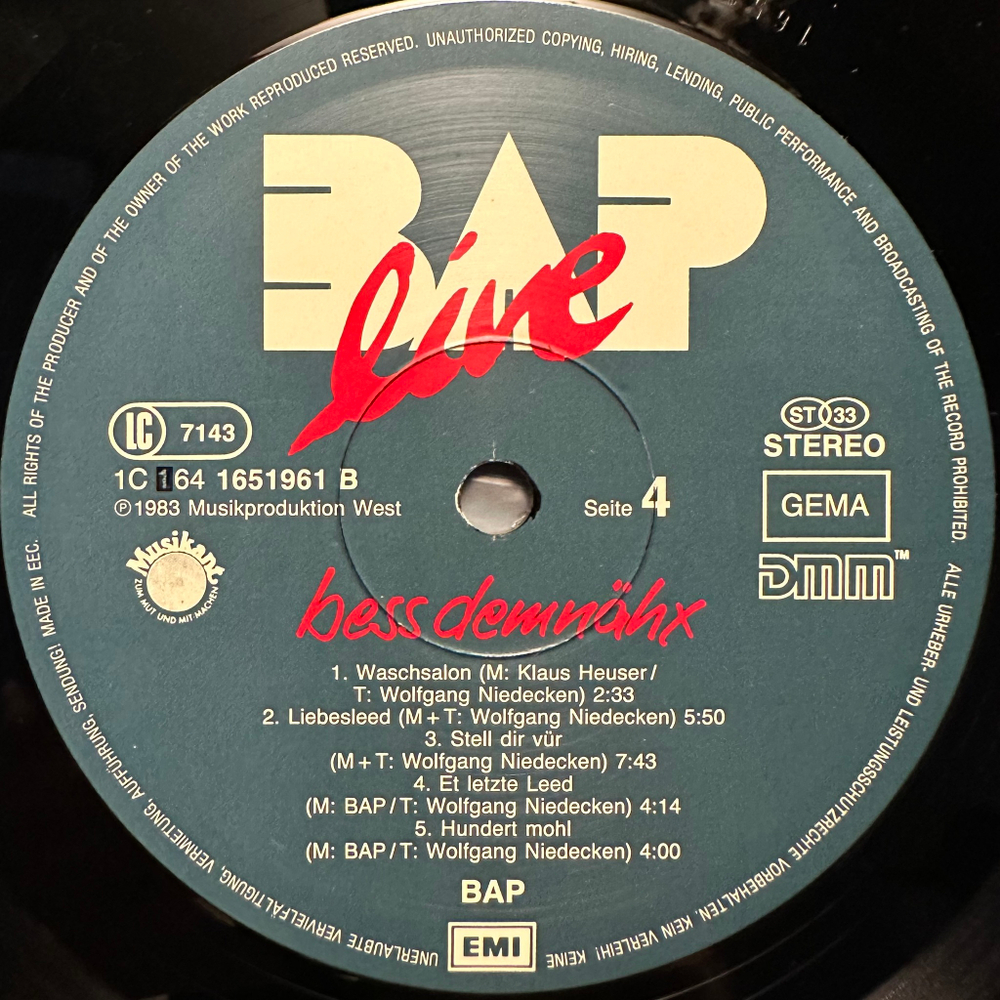 ALL RIGHTS OF THE PRODUCER AND OF THE OWNER OF THE WORK REPRODUCED RESERVED. UNAUTHORIZED COPYING, HIRING, LENDING, PUBLIC PERFORMANCE AND BROADCASTING OF THE RECORD PROHIBITED.
BAP
live
LC 7143
ST 33
STEREO
1C 164 1651961 B
℗ 1983 Musikproduktion West
Seite 4
GEMA
DMM™
Musikant
ZUM MUT UND MIT-MACHEN
bess demnähx
1. Waschsalon (M: Klaus Heuser/
T: Wolfgang Niedecken) 2:33
2. Liebesleed (M+T: Wolfgang Niedecken) 5:50
3. Stell dir vür
(M+T: Wolfgang Niedecken) 7:43
4. Et letzte Leed
(M: BAP/T: Wolfgang Niedecken) 4:14
5. Hundert mohl
(M: BAP/T: Wolfgang Niedecken) 4:00
BAP
EMI
ALLE URHEBER- UND LEISTUNGSSCHUTZRECHTE VORBEHALTEN. KEIN VERLEIH! KEINE UNERLAUBTE VERVIELFÄLTIGUNG, VERMIETUNG, AUFFÜHRUNG, SENDUNG! MADE IN EEC.